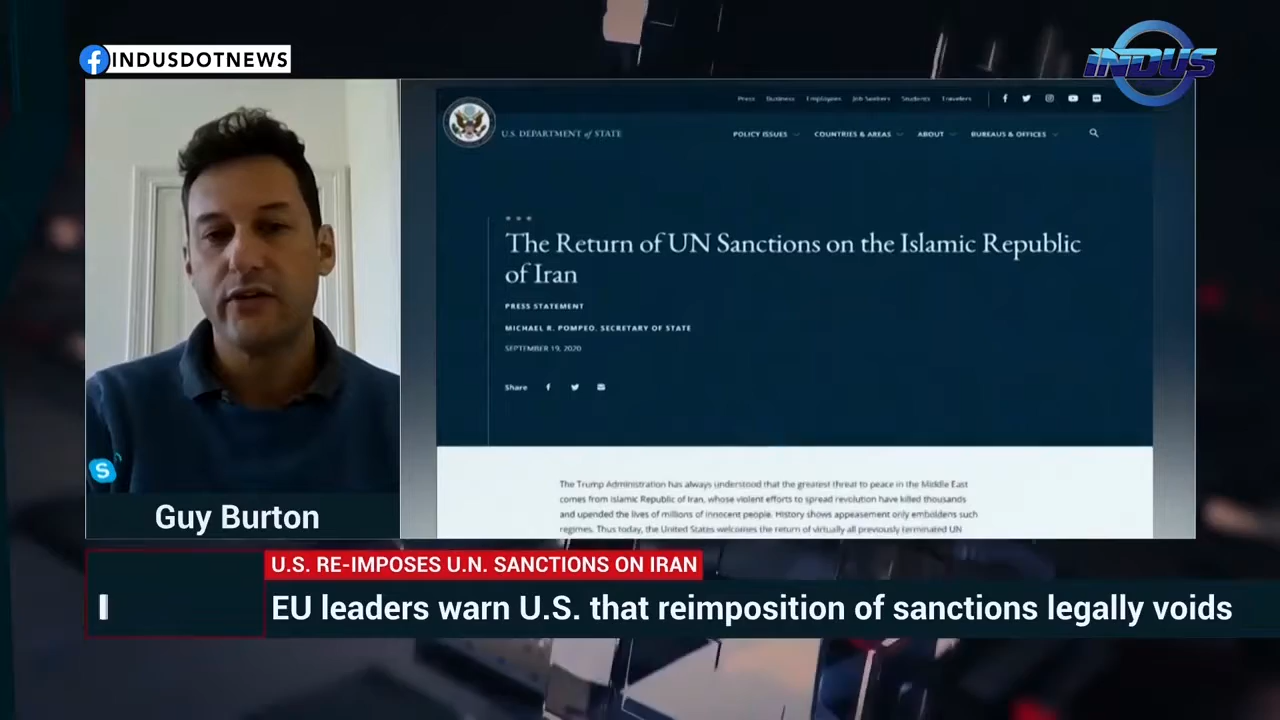 INDUSDOTNEWS
INDUS
Press Business Employees Job Seekers Students Travelers
U.S. DEPARTMENT of STATE
POLICY ISSUES COUNTRIES & AREAS ABOUT BUREAUS & OFFICES
The Return of UN Sanctions on the Islamic Republic
of Iran
PRESS STATEMENT
MICHAEL R. POMPEO, SECRETARY OF STATE
SEPTEMBER 19, 2020
Share
The Trump Administration has always understood that the greatest threat to peace in the Middle East
comes from Islamic Republic of Iran, whose violent efforts to spread revolution have killed thousands
and upended the lives of millions of innocent people. History shows appeasement only emboldens such
regimes. Thus today, the United States welcomes the return of virtually all previously terminated UN
Guy Burton
U.S. RE-IMPOSES U.N. SANCTIONS ON IRAN
EU leaders warn U.S. that reimposition of sanctions legally voids